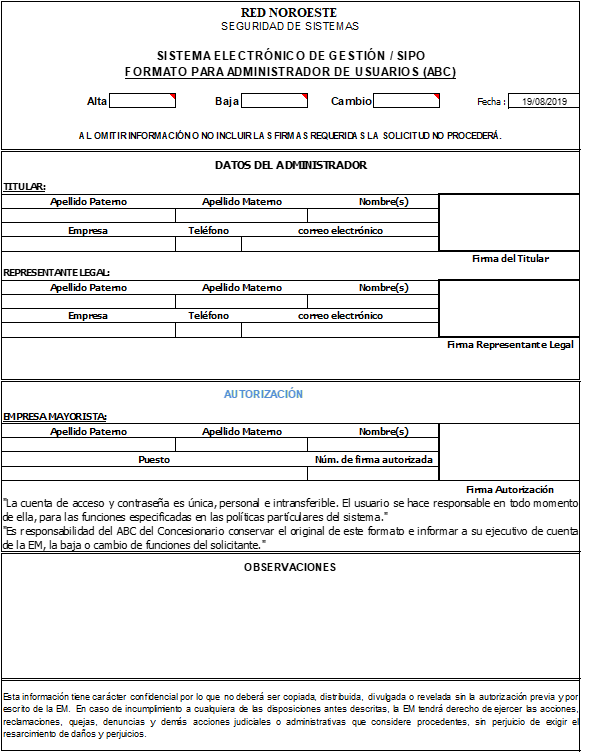 RED NOROESTE
SEGURIDAD DE SISTEMAS
SISTEMA ELECTRÓNICO DE GESTIÓN / SIPO
FORMATO PARA ADMINISTRADOR DE USUARIOS (ABC)
Alta Baja Cambio Fecha : 19/08/2019
AL OMITIR INFORMACIÓN O NO INCLUIR LAS FIRMAS REQUERIDAS LA SOLICITUD NO PROCEDERÁ.
DATOS DEL ADMINISTRADOR
TITULAR:
Apellido Paterno Apellido Materno Nombre(s)
Empresa Teléfono correo electrónico
Firma del Titular
REPRESENTANTE LEGAL:
Apellido Paterno Apellido Materno Nombre(s)
Empresa Teléfono correo electrónico
Firma Representante Legal
AUTORIZACIÓN
EMPRESA MAYORISTA:
Apellido Paterno Apellido Materno Nombre(s)
Puesto Núm. de firma autorizada
Firma Autorización
"La cuenta de acceso y contraseña es única, personal e intransferible. El usuario se hace responsable en todo momento
de ella, para las funciones especificadas en las políticas partículares del sistema."
"Es responsabilidad del ABC del Concesionario conservar el original de este formato e informar a su ejecutivo de cuenta
de la EM, la baja o cambio de funciones del solicitante."
OBSERVACIONES
Esta información tiene carácter confidencial por lo que no deberá ser copiada, distribuida, divulgada o revelada sin la autorización previa y por
escrito de la EM. En caso de incumplimiento a cualquiera de las disposiciones antes descritas, la EM tendrá derecho de ejercer las acciones,
reclamaciones, quejas, denuncias y demás acciones judiciales o administrativas que considere procedentes, sin perjuicio de exigir el
resarcimiento de daños y perjuicios.